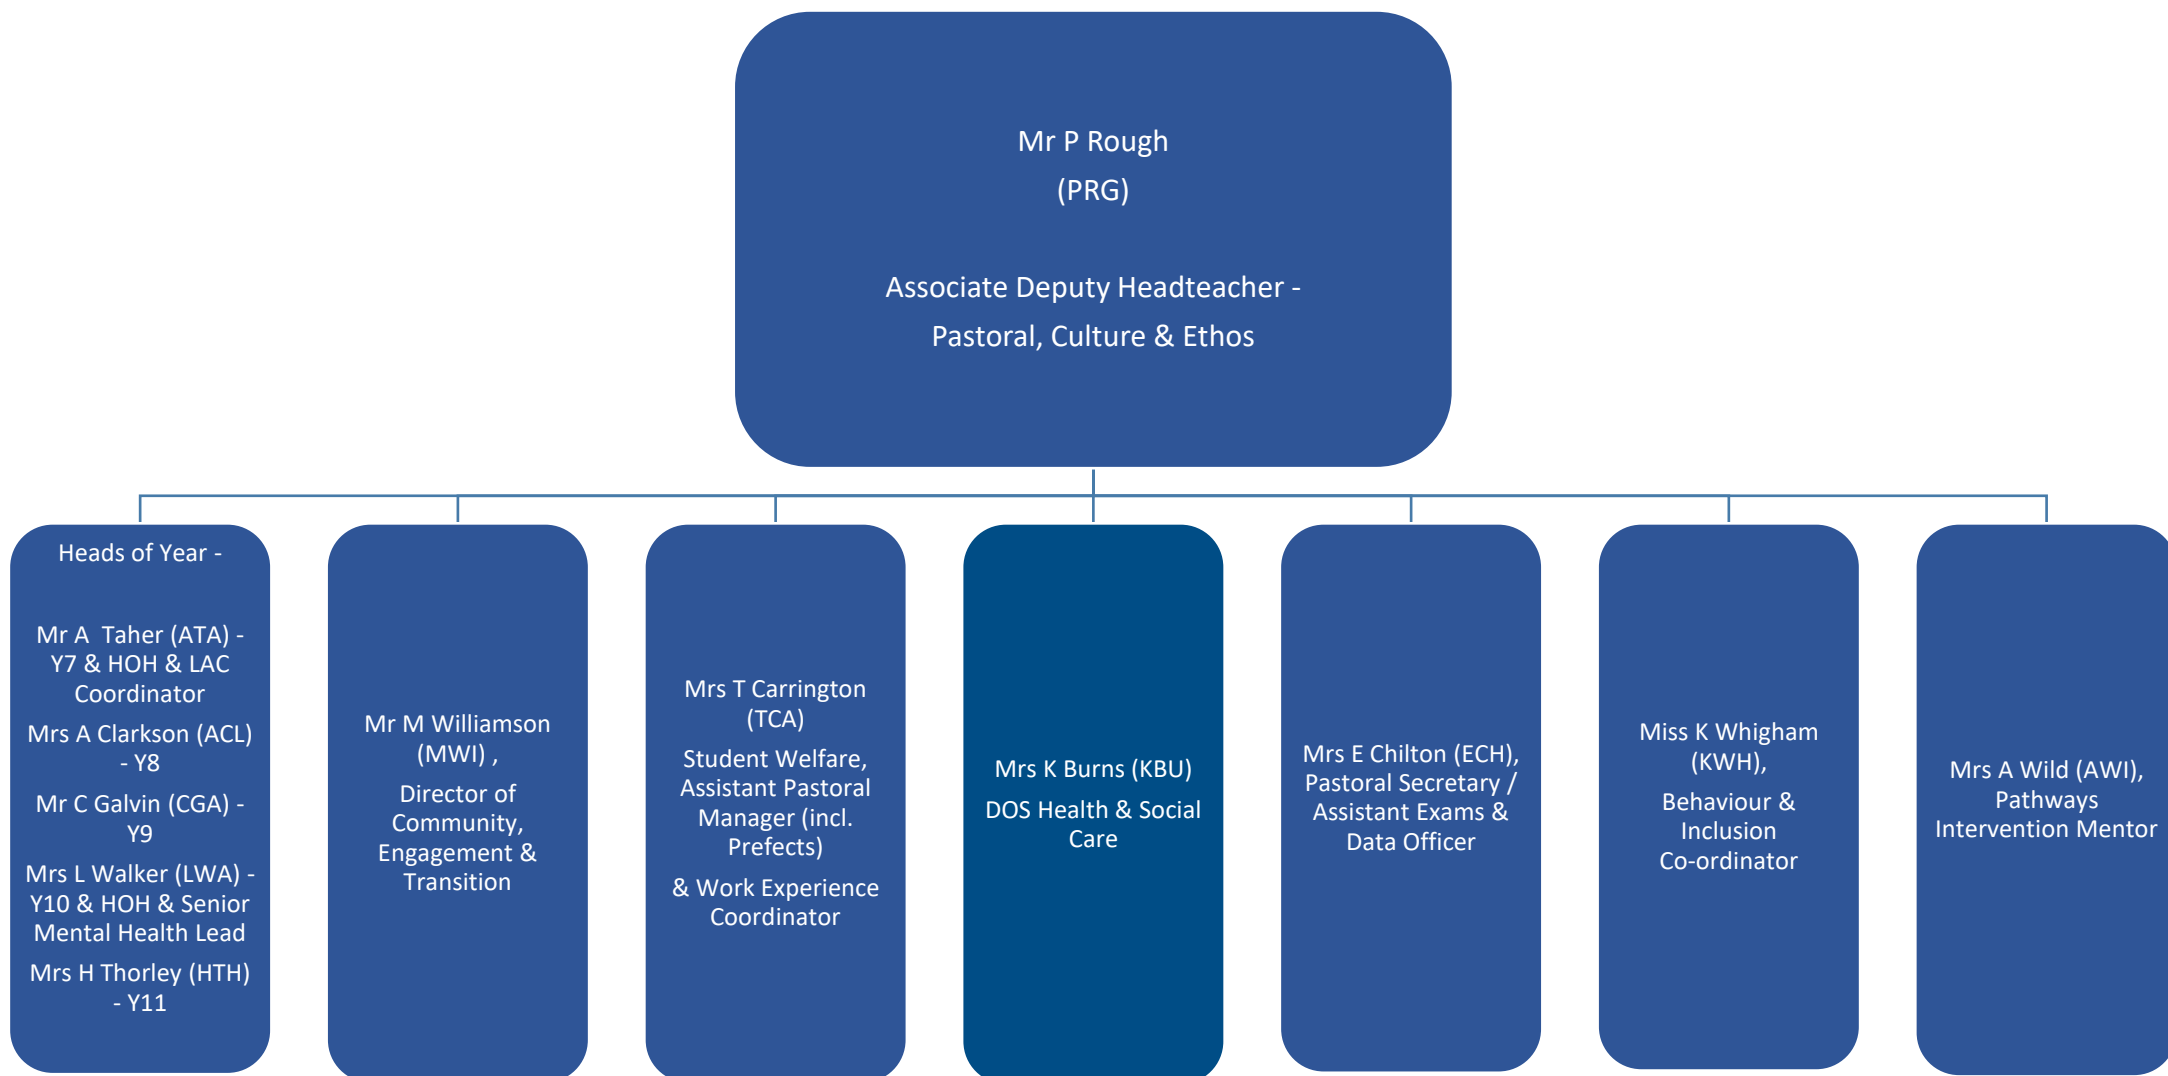 Mr P Rough
(PRG)
Associate Deputy Headteacher -
Pastoral, Culture & Ethos
Heads of Year -
Mr A  Taher (ATA) -
Y7 & HOH & LAC
Coordinator
Mrs A Clarkson (ACL)
- Y8
Mr C Galvin (CGA) -
Y9
Mrs L Walker (LWA) -
Y10 & HOH & Senior
Mental Health Lead
Mrs H Thorley (HTH)
- Y11
Mr M Williamson
(MWI) ,
Director of
Community,
Engagement &
Transition
Mrs T Carrington
(TCA)
Student Welfare,
Assistant Pastoral
Manager (incl.
Prefects)
& Work Experience
Coordinator
Mrs K Burns (KBU)
DOS Health & Social
Care
Mrs E Chilton (ECH),
Pastoral Secretary /
Assistant Exams &
Data Officer
Miss K Whigham
(KWH),
Behaviour &
Inclusion
Co-ordinator
Mrs A Wild (AWI),
Pathways
Intervention Mentor